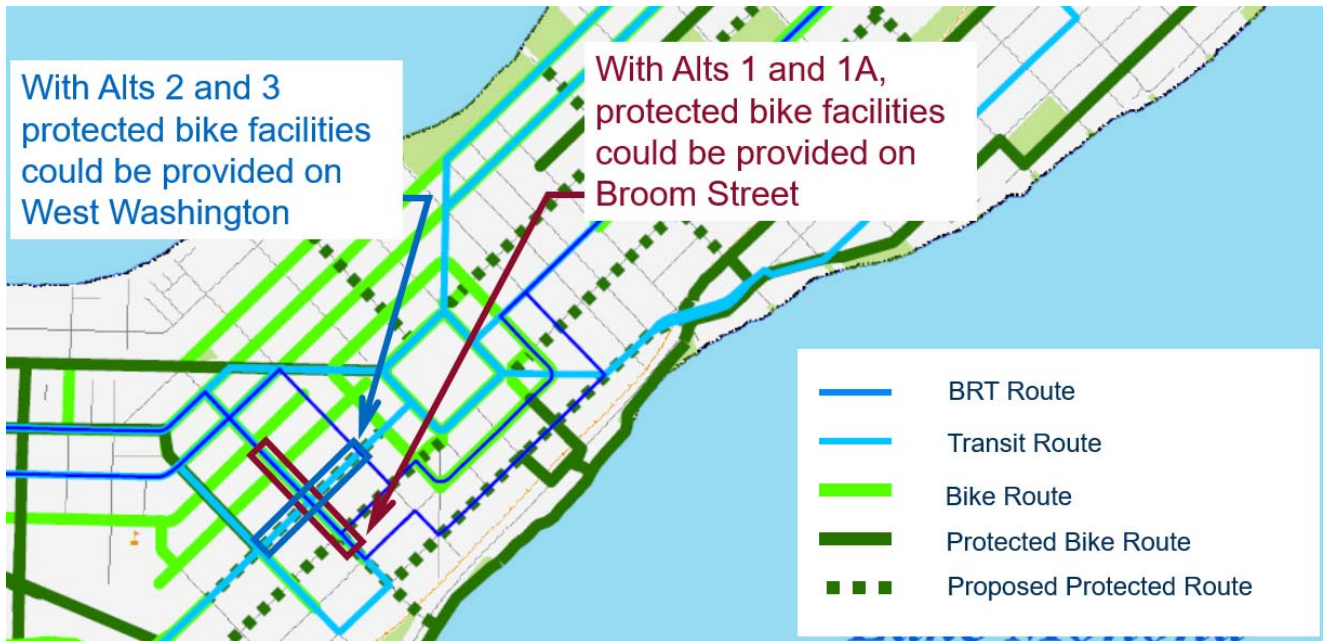 With Alts 2 and 3
protected bike facilities
could be provided on
West Washington
With Alts 1 and 1A,
protected bike facilities
could be provided on
Broom Street
BRT Route
Transit Route
Bike Route
Protected Bike Route
Proposed Protected Route